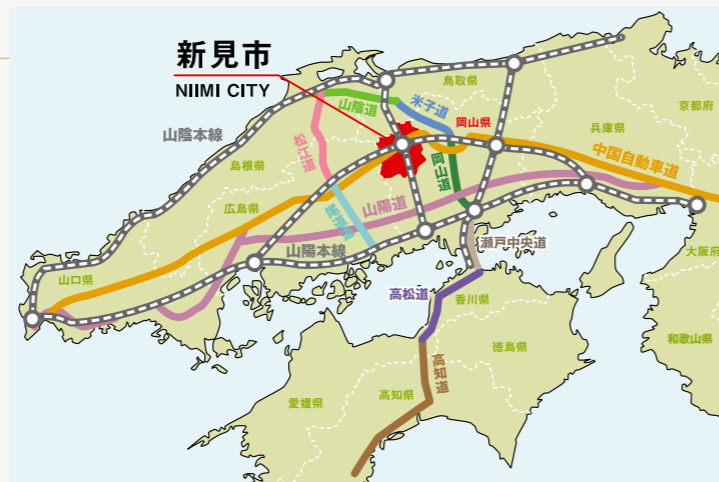 新見市
NIIMI CITY
鳥取県
京都府
山陰道
米子道
山陰本線
松江道
岡山県
兵庫県
島根県
岡山道
中国自動車道
広島県
尾道道
山陽道
山陽本線
瀬戸中央道
大阪府
山口県
高松道
香川県
和歌山県
徳島県
高知道
愛媛県
高知県